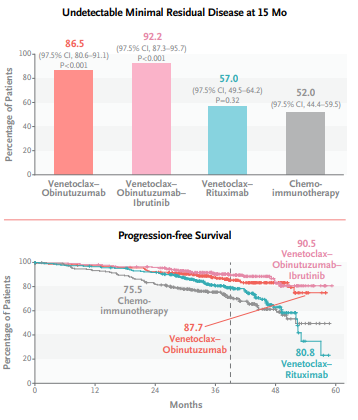 Undetectable Minimal Residual Disease at 15 Mo
Percentage of Patients
100
80
60
40
20
0
86.5
(97.5% CI, 80.6–91.1)
P<0.001
92.2
(97.5% CI, 87.3–95.7)
P<0.001
57.0
(97.5% CI, 49.5–64.2)
P=0.32
52.0
(97.5% CI, 44.4–59.5)
Venetoclax–
Obinutuzumab
Venetoclax–
Obinutuzumab–
Ibrutinib
Venetoclax–
Rituximab
Chemo-
immunotherapy
Progression-free Survival
Percentage of Patients
100
80
60
40
20
0
90.5
Venetoclax–
Obinutuzumab–
Ibrutinib
75.5
Chemo-
immunotherapy
87.7
Venetoclax–
Obinutuzumab
80.8
Venetoclax–
Rituximab
0
12
24
36
48
60
Months